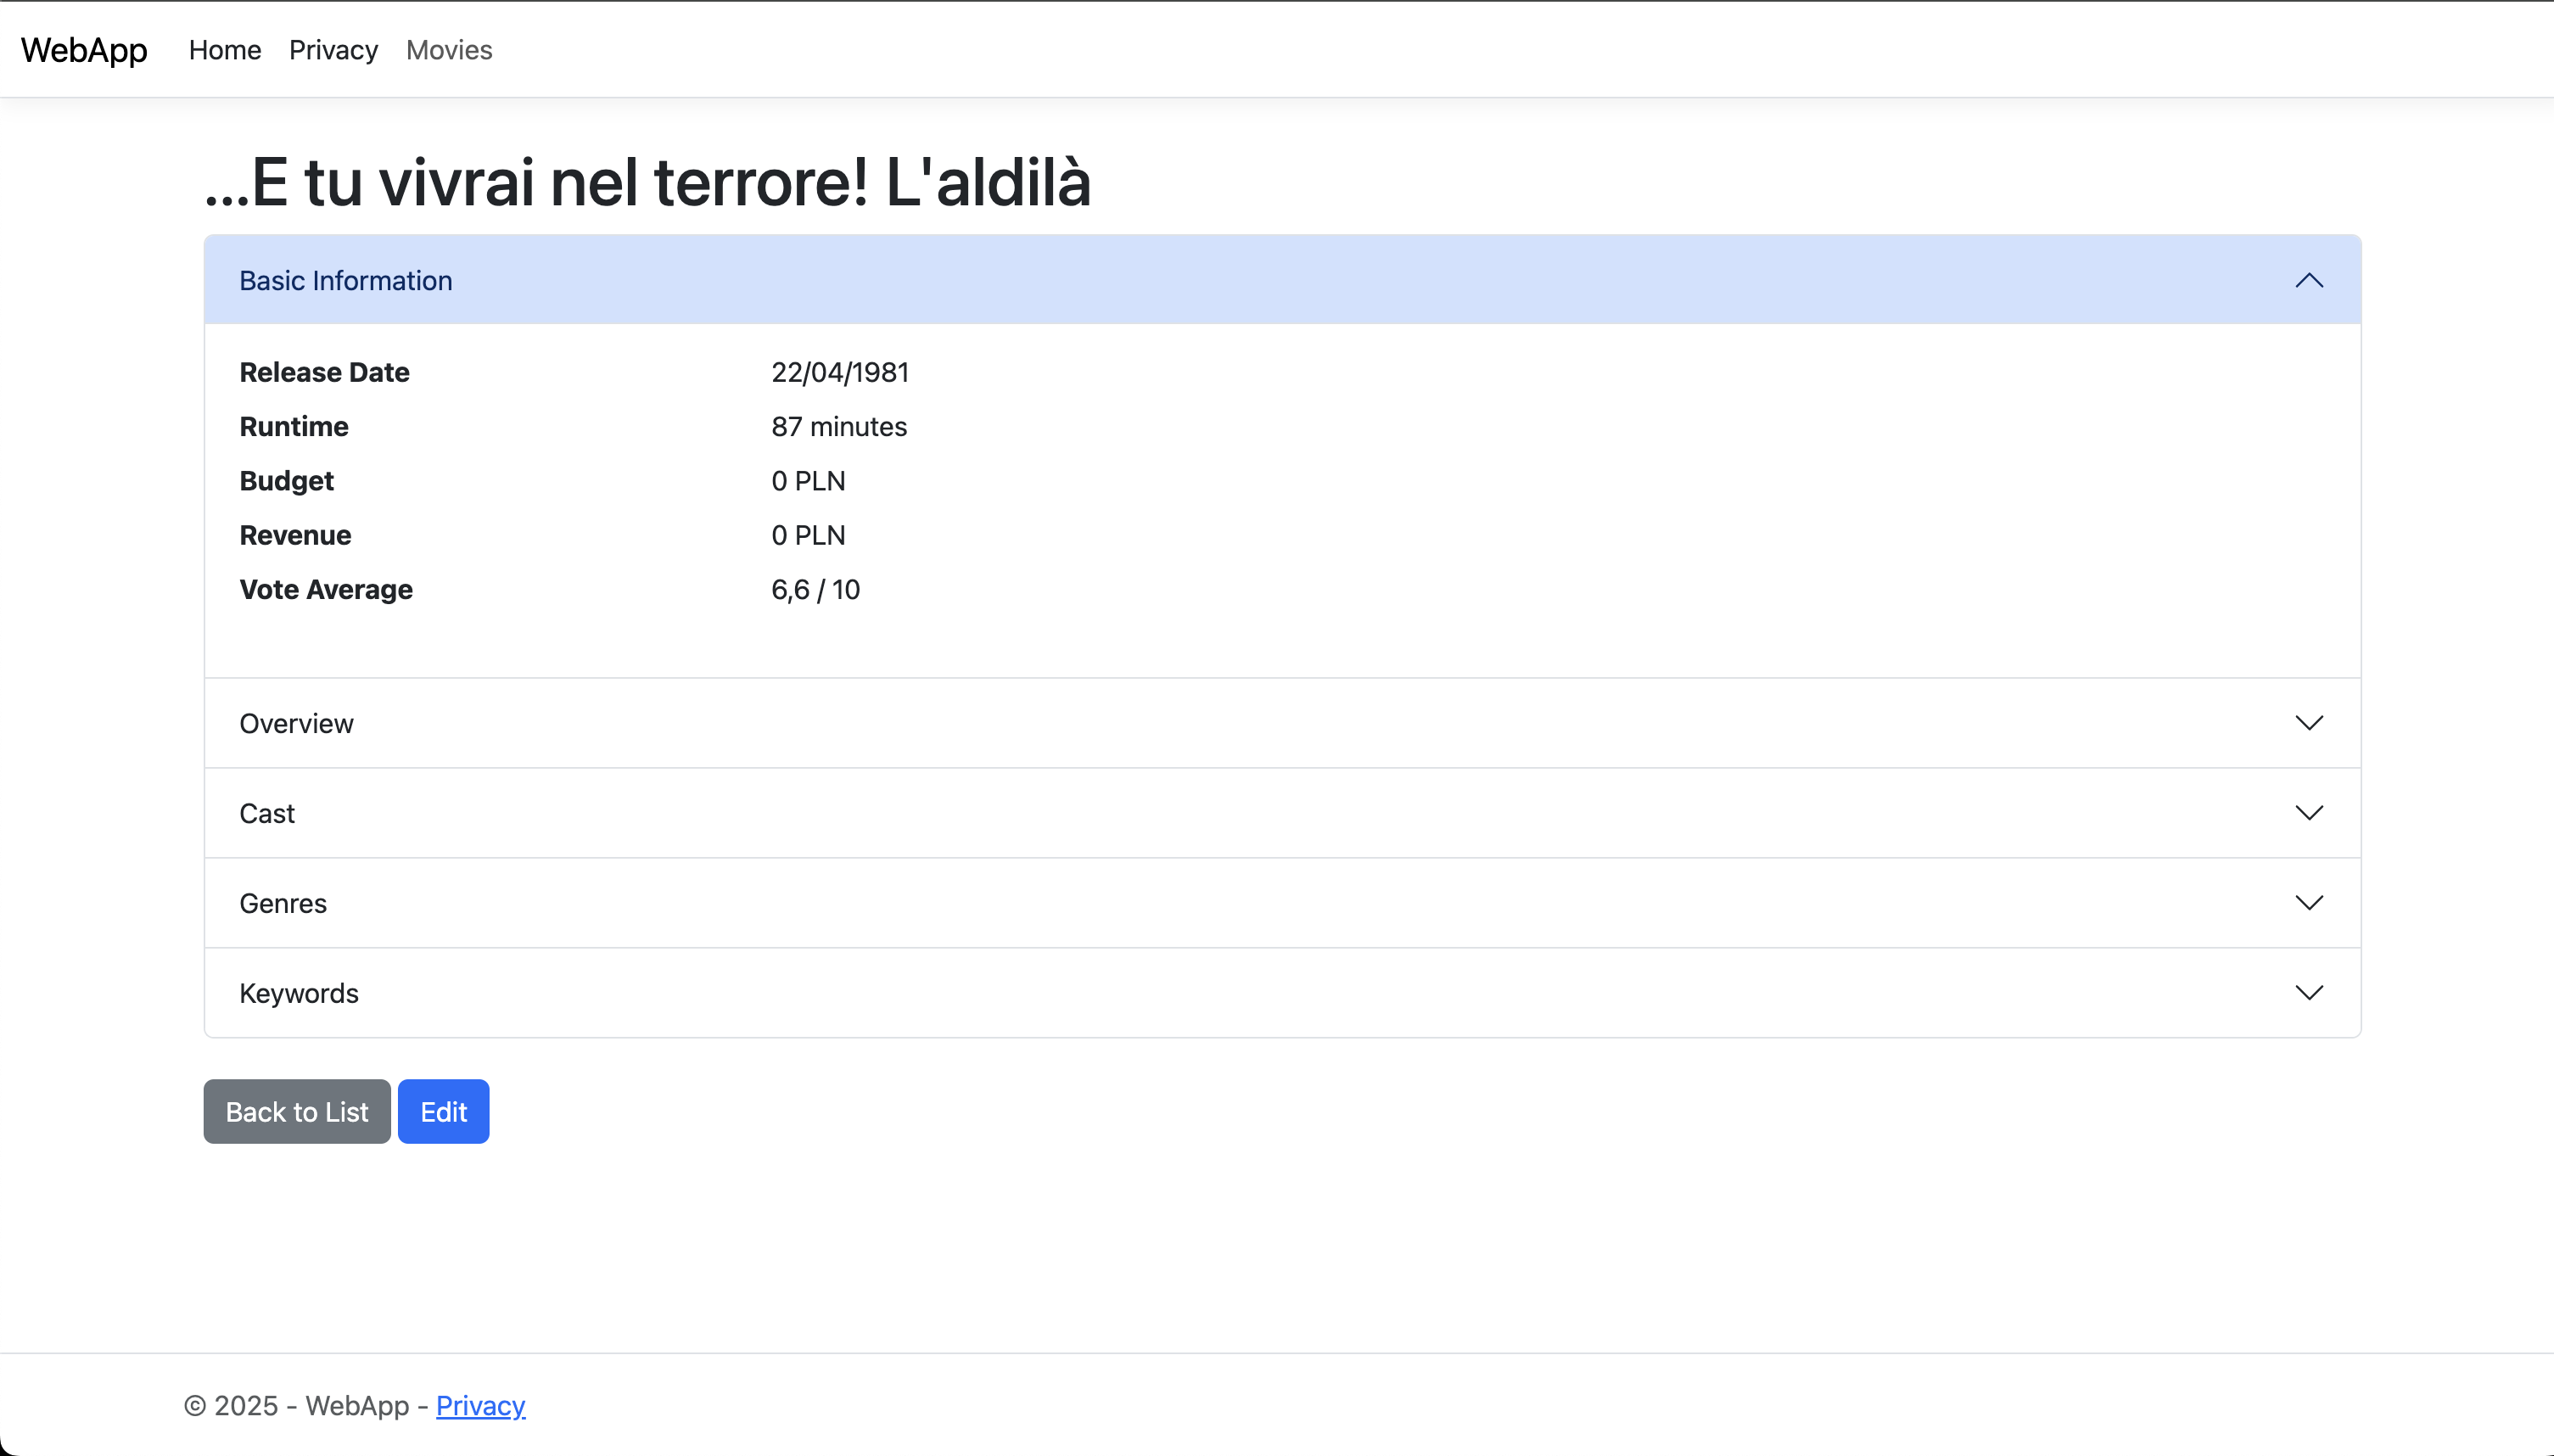 WebApp Home Privacy Movies
...E tu vivrai nel terrore! L'aldilà
Basic Information
Release Date 22/04/1981
Runtime 87 minutes
Budget 0 PLN
Revenue 0 PLN
Vote Average 6,6 / 10
Overview
Cast
Genres
Keywords
Back to List Edit
© 2025 - WebApp - Privacy